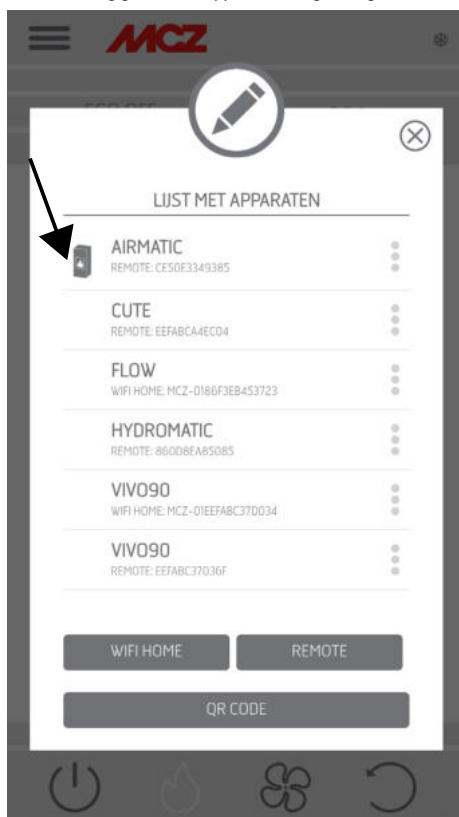 MCZ
LIJST MET APPARATEN
AIRMATIC
REMOTE: CE50E3349385
CUTE
REMOTE: EEFABCA4EC04
FLOW
WIFI HOME: MCZ-0186F3EB453723
HYDROMATIC
REMOTE: 860D8EA85085
VIVO90
WIFI HOME: MCZ-01EEFABC37D034
VIVO90
REMOTE: EEFABC37036F
WIFI HOME
REMOTE
QR CODE